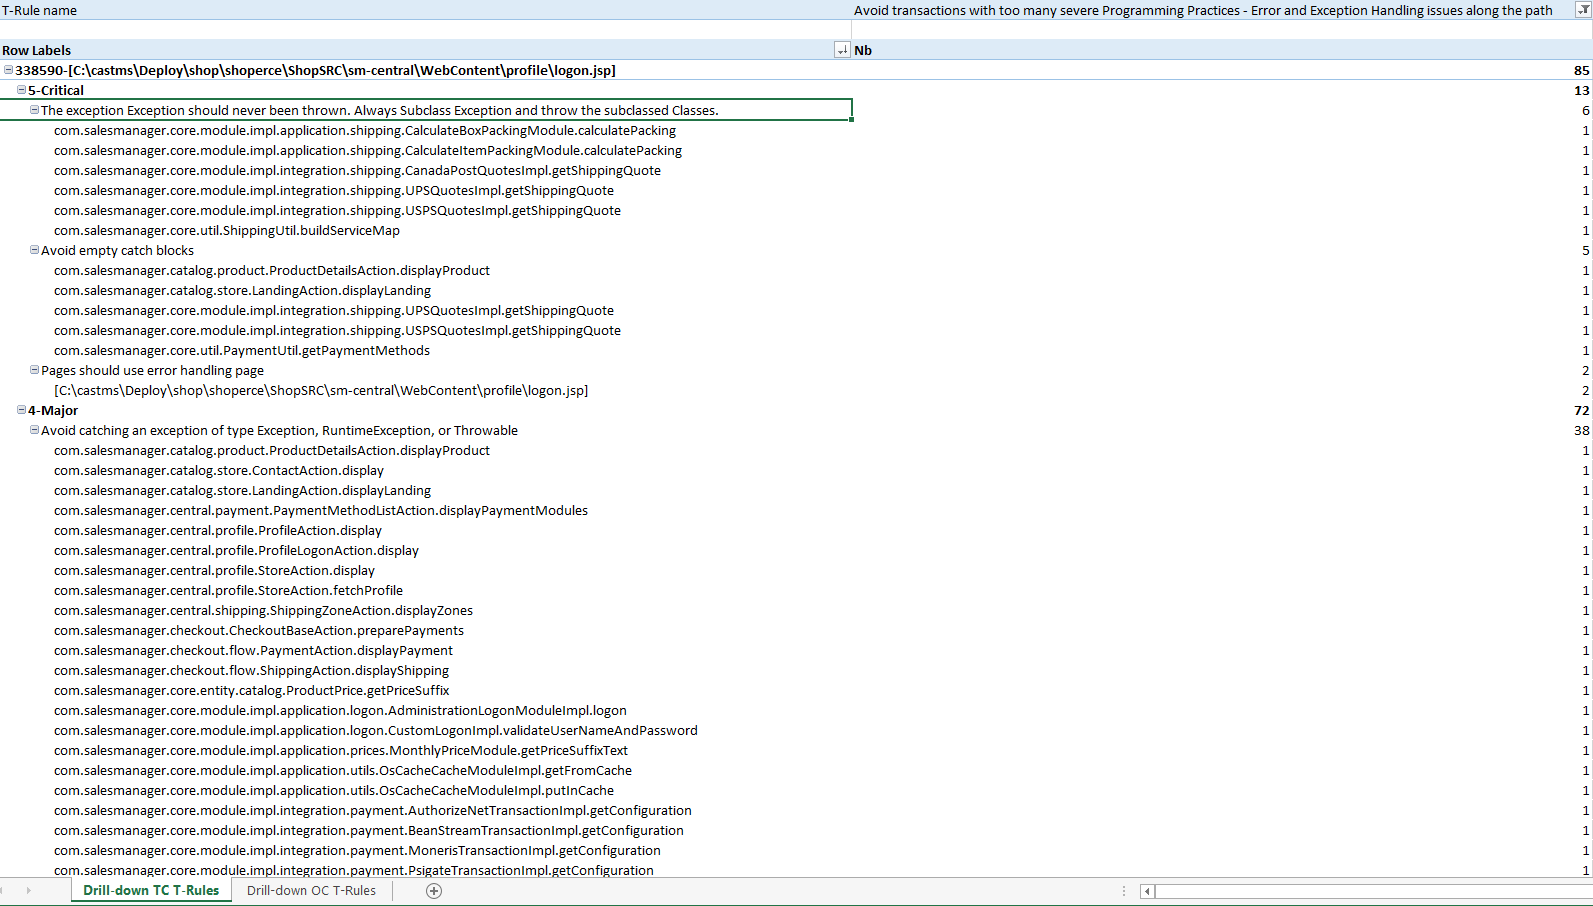 T-Rule name Avoid transactions with too many severe Programming Practices - Error and Exception Handling issues along the path
Row Labels Nb
338590-[C:\castms\Deploy\shop\shoperce\ShopSRC\sm-central\WebContent\profile\logon.jsp] 85
5-Critical 13
The exception Exception should never been thrown. Always Subclass Exception and throw the subclassed Classes. 6
com.salesmanager.core.module.impl.application.shipping.CalculateBoxPackingModule.calculatePacking 1
com.salesmanager.core.module.impl.application.shipping.CalculateItemPackingModule.calculatePacking 1
com.salesmanager.core.module.impl.integration.shipping.CanadaPostQuotesImpl.getShippingQuote 1
com.salesmanager.core.module.impl.integration.shipping.UPSQuotesImpl.getShippingQuote 1
com.salesmanager.core.module.impl.integration.shipping.USPSQuotesImpl.getShippingQuote 1
com.salesmanager.core.util.ShippingUtil.buildServiceMap 1
Avoid empty catch blocks 5
com.salesmanager.catalog.product.ProductDetailsAction.displayProduct 1
com.salesmanager.catalog.store.LandingAction.displayLanding 1
com.salesmanager.core.module.impl.integration.shipping.UPSQuotesImpl.getShippingQuote 1
com.salesmanager.core.module.impl.integration.shipping.USPSQuotesImpl.getShippingQuote 1
com.salesmanager.core.util.PaymentUtil.getPaymentMethods 1
Pages should use error handling page 2
[C:\castms\Deploy\shop\shoperce\ShopSRC\sm-central\WebContent\profile\logon.jsp] 2
4-Major 72
Avoid catching an exception of type Exception, RuntimeException, or Throwable 38
com.salesmanager.catalog.product.ProductDetailsAction.displayProduct 1
com.salesmanager.catalog.store.ContactAction.display 1
com.salesmanager.catalog.store.LandingAction.displayLanding 1
com.salesmanager.central.payment.PaymentMethodListAction.displayPaymentModules 1
com.salesmanager.central.profile.ProfileAction.display 1
com.salesmanager.central.profile.ProfileLogonAction.display 1
com.salesmanager.central.profile.StoreAction.display 1
com.salesmanager.central.profile.StoreAction.fetchProfile 1
com.salesmanager.central.shipping.ShippingZoneAction.displayZones 1
com.salesmanager.checkout.CheckoutBaseAction.preparePayments 1
com.salesmanager.checkout.flow.PaymentAction.displayPayment 1
com.salesmanager.checkout.flow.ShippingAction.displayShipping 1
com.salesmanager.core.entity.catalog.ProductPrice.getPriceSuffix 1
com.salesmanager.core.module.impl.application.logon.AdministrationLogonModuleImpl.logon 1
com.salesmanager.core.module.impl.application.logon.CustomLogonImpl.validateUserNameAndPassword 1
com.salesmanager.core.module.impl.application.prices.MonthlyPriceModule.getPriceSuffixText 1
com.salesmanager.core.module.impl.application.utils.OsCacheCacheModuleImpl.getFromCache 1
com.salesmanager.core.module.impl.application.utils.OsCacheCacheModuleImpl.putInCache 1
com.salesmanager.core.module.impl.integration.payment.AuthorizeNetTransactionImpl.getConfiguration 1
com.salesmanager.core.module.impl.integration.payment.BeanStreamTransactionImpl.getConfiguration 1
com.salesmanager.core.module.impl.integration.payment.MonerisTransactionImpl.getConfiguration 1
com.salesmanager.core.module.impl.integration.payment.PsigateTransactionImpl.getConfiguration 1
Drill-down TC T-Rules Drill-down OC T-Rules